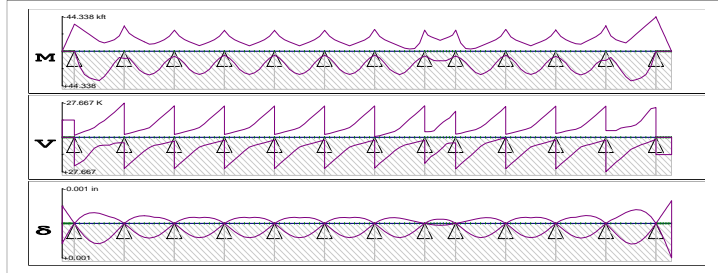 -44.338 kft
M
+44.338
-27.667 K
V
+27.667
-0.001 in
δ
+0.001